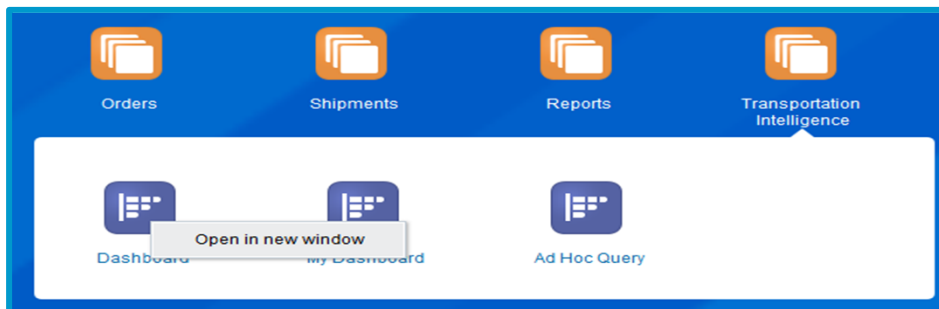 Orders
Shipments
Reports
Transportation
Intelligence
Open in new window
Dashboard
My Dashboard
Ad Hoc Query